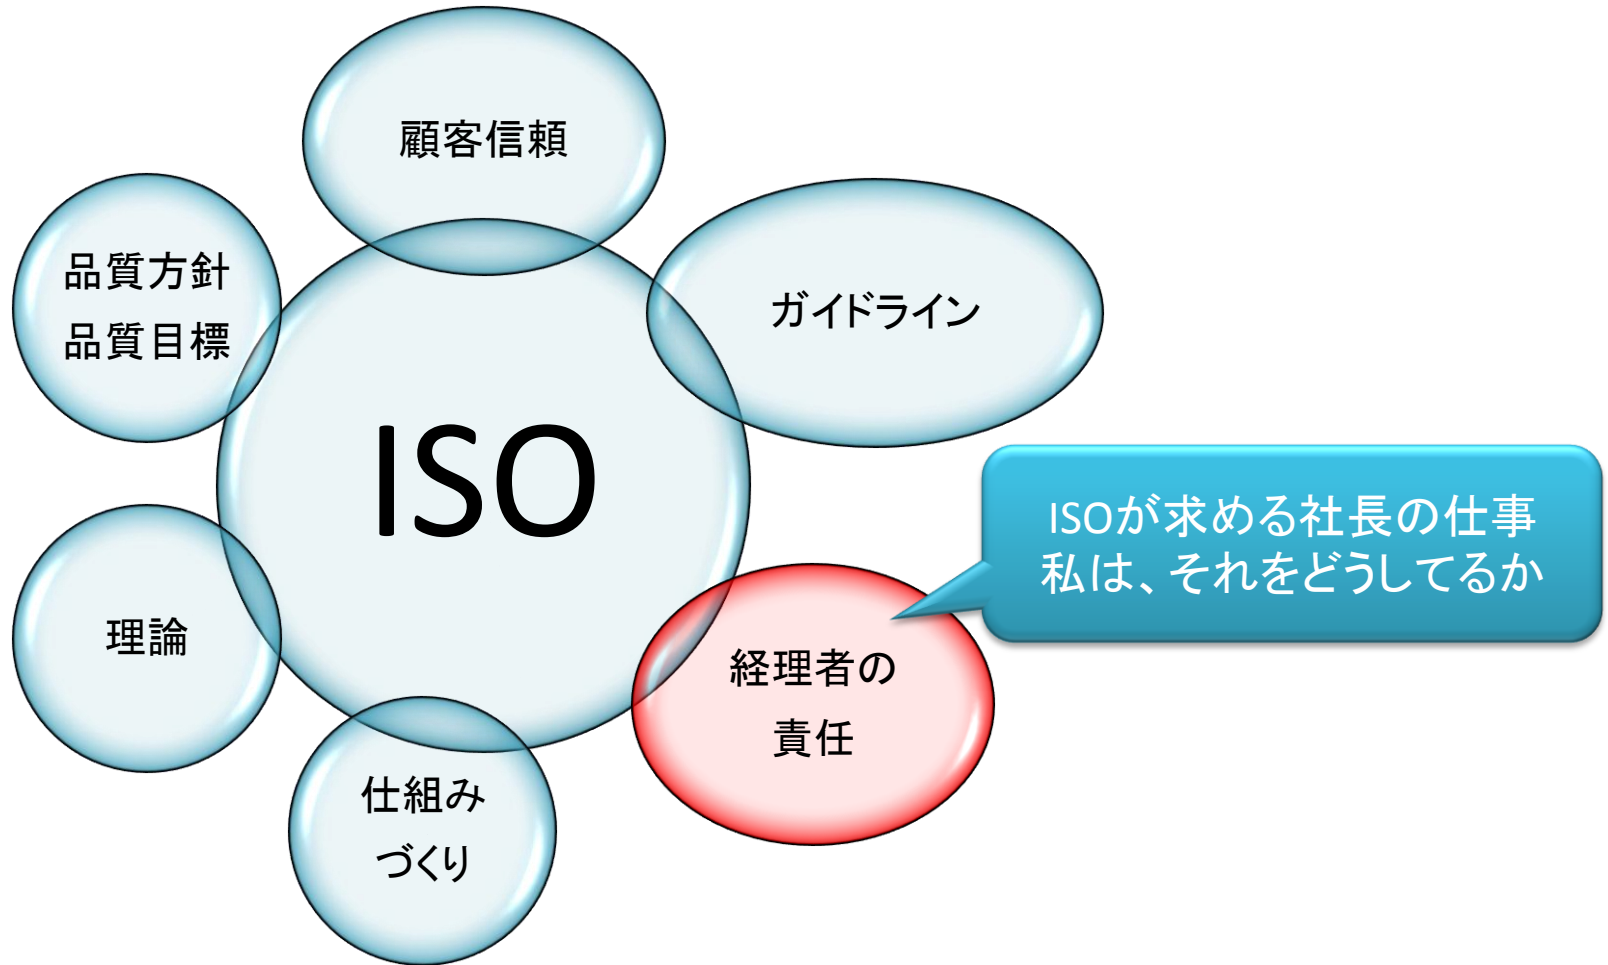 顧客信頼
品質方針
品質目標
ガイドライン
ISO
ISOが求める社長の仕事
私は、それをどうしてるか
理論
経理者の
責任
仕組み
づくり